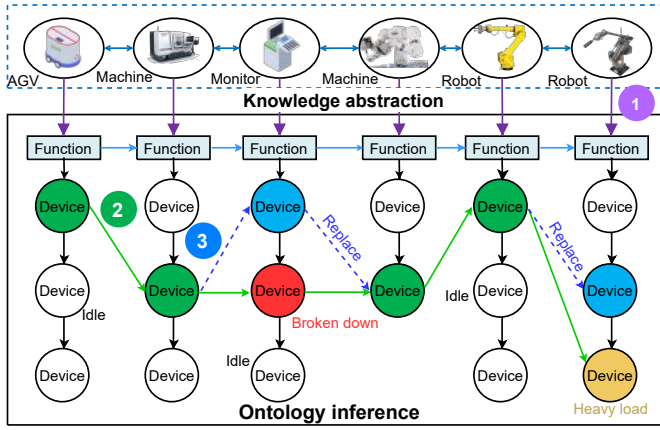 AGV
Machine
Monitor
Machine
Robot
Robot
Knowledge abstraction
1
Function
Function
Function
Function
Function
Function
Device
Device
Device
Device
Device
Device
2
3
Replace
Replace
Device
Device
Device
Device
Device
Device
Idle
Broken down
Idle
Idle
Device
Device
Device
Device
Device
Device
Heavy load
Ontology inference